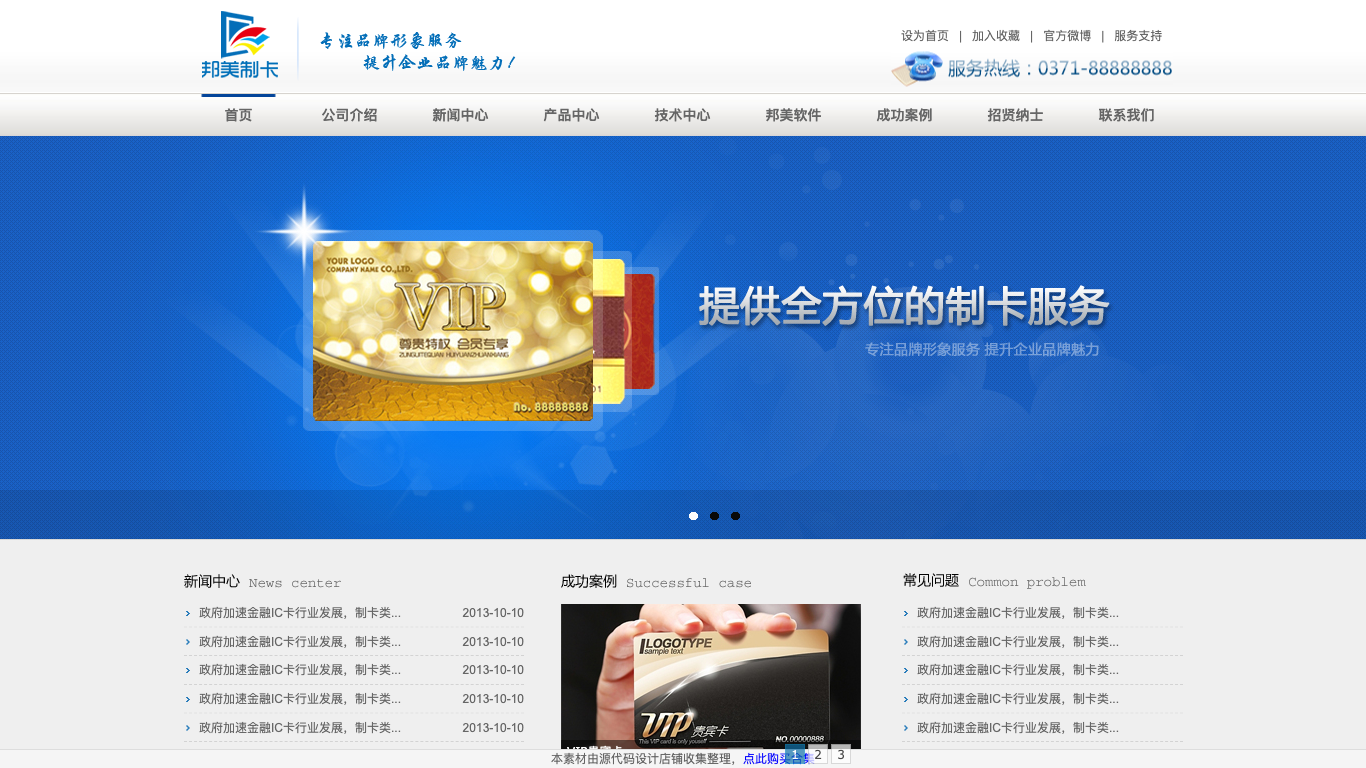 邦美制卡
专注品牌形象服务
提升企业品牌魅力!
设为首页 | 加入收藏 | 官方微博 | 服务支持
服务热线：0371-88888888
首页 公司介绍 新闻中心 产品中心 技术中心 邦美软件 成功案例 招贤纳士 联系我们
YOUR LOGO
COMPANY NAME CO.,LTD.
VIP
尊贵特权 会员专享
ZUNGUITEQUAN HUIYUANZHUANXIANG
No. 88888888
01
提供全方位的制卡服务
专注品牌形象服务 提升企业品牌魅力
新闻中心 News center
政府加速金融IC卡行业发展，制卡类... 2013-10-10
政府加速金融IC卡行业发展，制卡类... 2013-10-10
政府加速金融IC卡行业发展，制卡类... 2013-10-10
政府加速金融IC卡行业发展，制卡类... 2013-10-10
政府加速金融IC卡行业发展，制卡类... 2013-10-10
成功案例 Successful case
LOGOTYPE
sample text
VIP 贵宾卡
This VIP card is only yourself
NO.00000888
VIP贵宾卡
1 2 3
常见问题 Common problem
政府加速金融IC卡行业发展，制卡类...
政府加速金融IC卡行业发展，制卡类...
政府加速金融IC卡行业发展，制卡类...
政府加速金融IC卡行业发展，制卡类...
政府加速金融IC卡行业发展，制卡类...
本素材由源代码设计店铺收集整理，点此购买合集